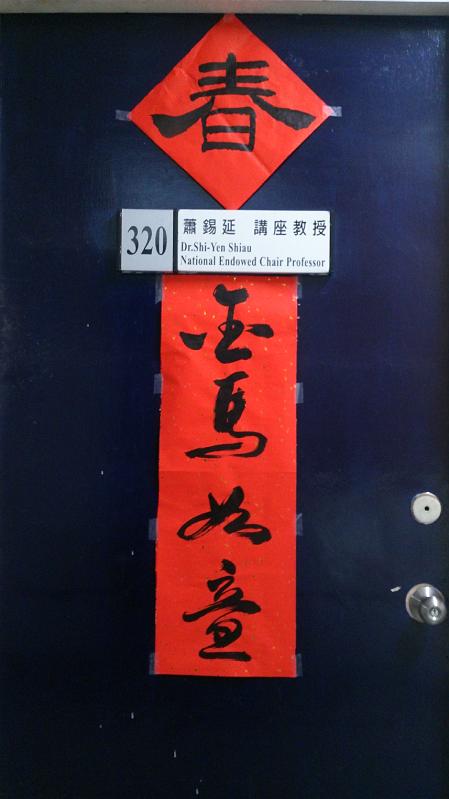 春
320
蕭錫延 講座教授
Dr.Shi-Yen Shiau
National Endowed Chair Professor
金馬如意